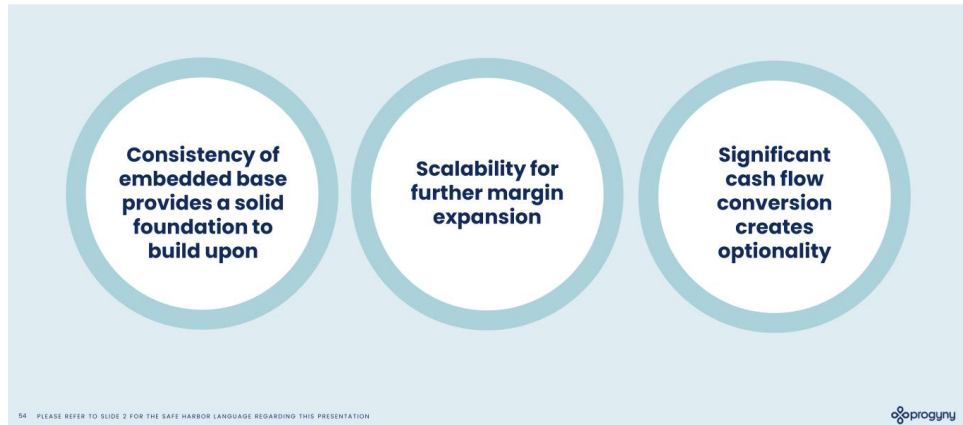 Consistency of
embedded base
provides a solid
foundation to
build upon
Scalability for
further margin
expansion
Significant
cash flow
conversion
creates
optionality
54 PLEASE REFER TO SLIDE 2 FOR THE SAFE HARBOR LANGUAGE REGARDING THIS PRESENTATION
progyny